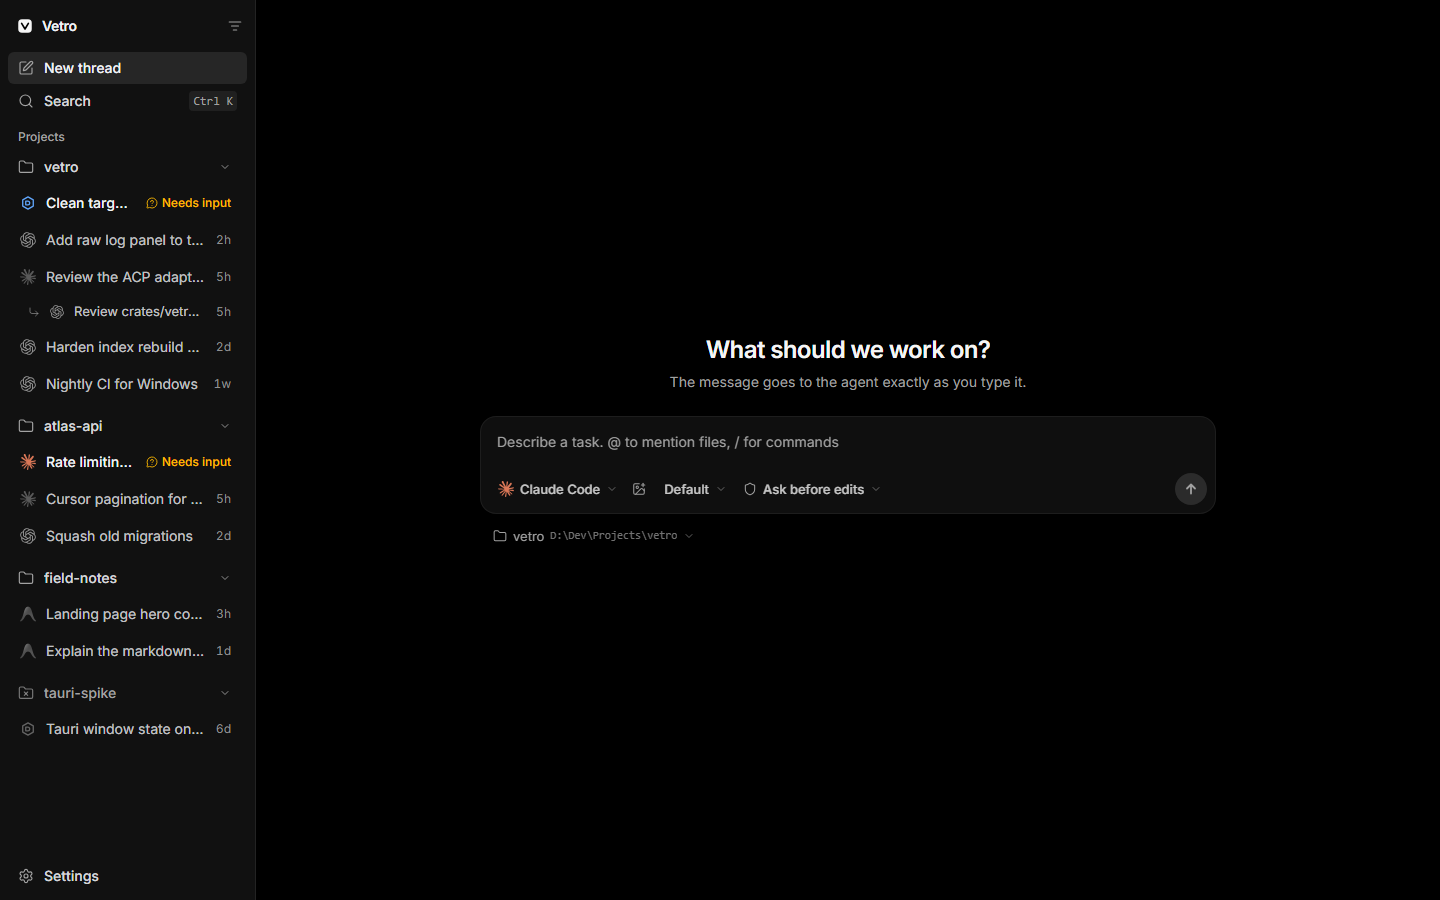 Vetro
New thread
Search Ctrl K
Projects
vetro
Clean targ... Needs input
Add raw log panel to t... 2h
Review the ACP adapt... 5h
Review crates/vetr... 5h
Harden index rebuild ... 2d
Nightly CI for Windows 1w
atlas-api
Rate limitin... Needs input
Cursor pagination for ... 5h
Squash old migrations 2d
field-notes
Landing page hero co... 3h
Explain the markdown... 1d
tauri-spike
Tauri window state on... 6d
Settings
What should we work on?
The message goes to the agent exactly as you type it.
Describe a task. @ to mention files, / for commands
Claude Code Default Ask before edits
vetro D:\Dev\Projects\vetro